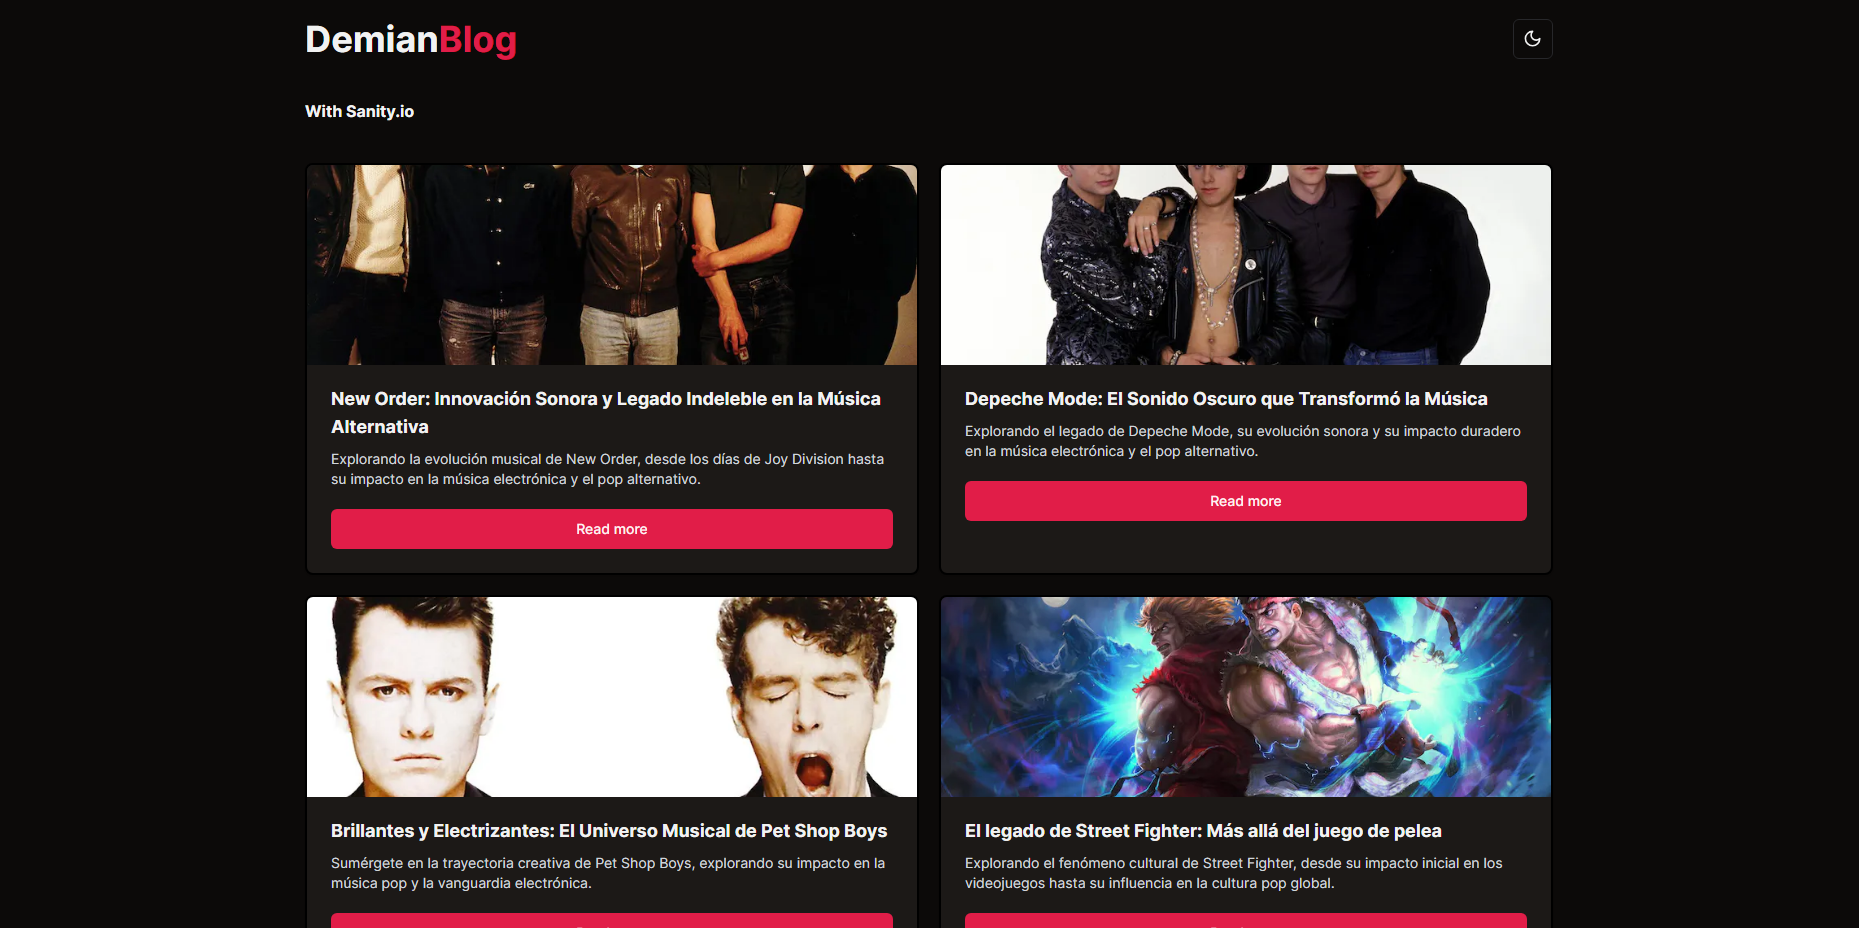 DemianBlog
With Sanity.io
New Order: Innovación Sonora y Legado Indeleble en la Música
Alternativa
Explorando la evolución musical de New Order, desde los días de Joy Division hasta
su impacto en la música electrónica y el pop alternativo.
Read more
Depeche Mode: El Sonido Oscuro que Transformó la Música
Explorando el legado de Depeche Mode, su evolución sonora y su impacto duradero
en la música electrónica y el pop alternativo.
Read more
Brillantes y Electrizantes: El Universo Musical de Pet Shop Boys
Sumérgete en la trayectoria creativa de Pet Shop Boys, explorando su impacto en la
música pop y la vanguardia electrónica.
El legado de Street Fighter: Más allá del juego de pelea
Explorando el fenómeno cultural de Street Fighter, desde su impacto inicial en los
videojuegos hasta su influencia en la cultura pop global.